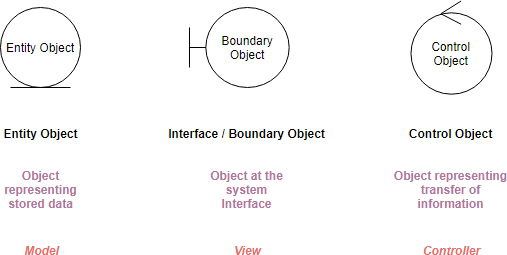 Entity Object
Boundary
Object
Control
Object
Entity Object
Interface / Boundary Object
Control Object
Object
representing
stored data
Object at the
system
Interface
Object representing
transfer of
information
Model
View
Controller